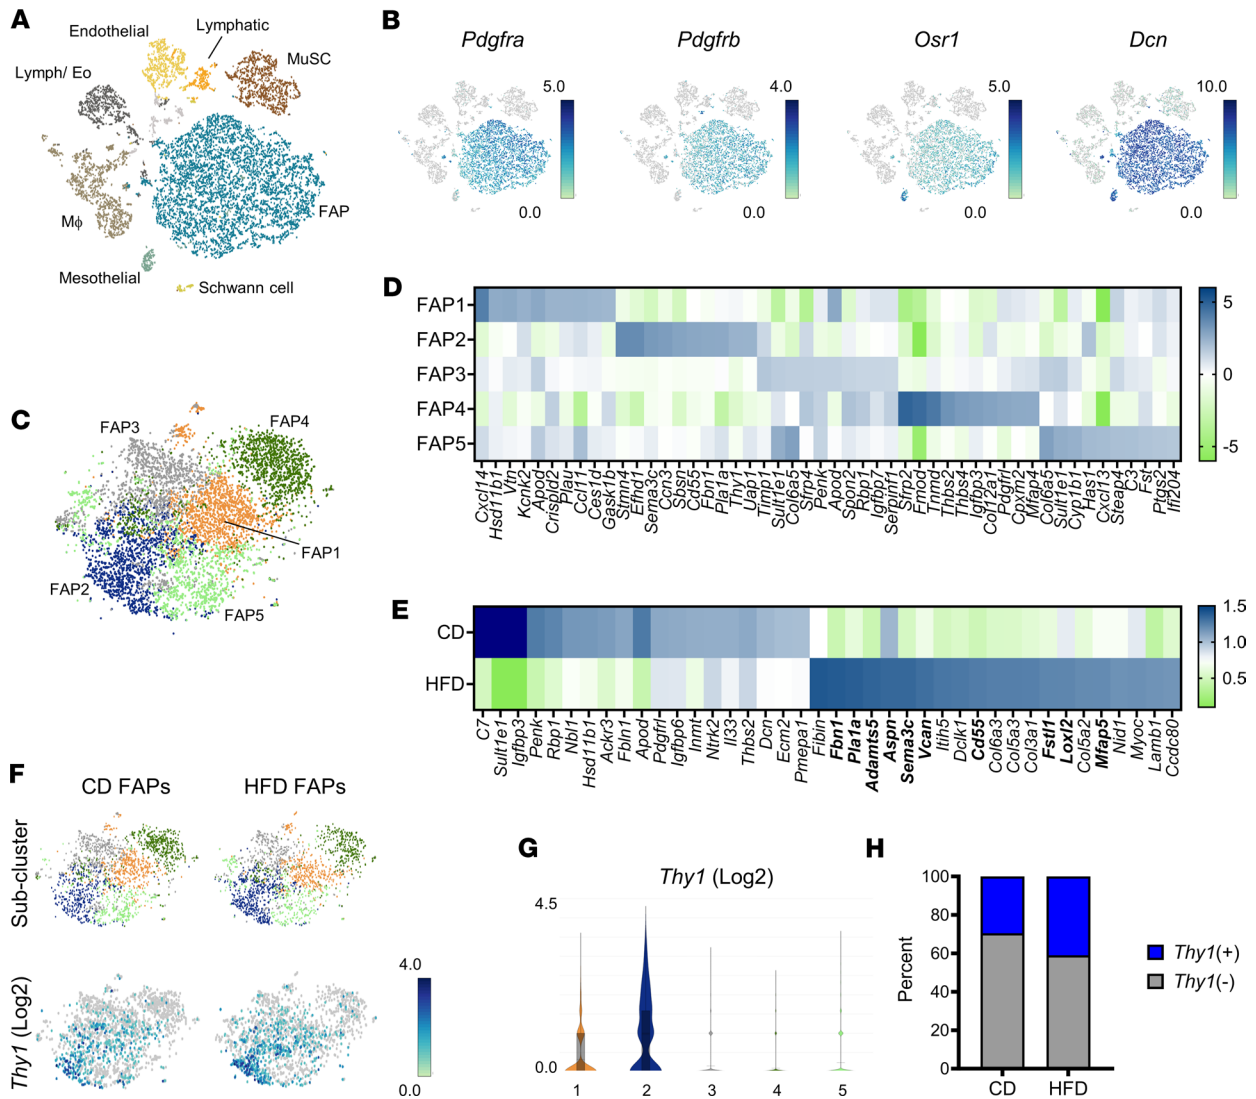 A
Endothelial
Lymphatic
Lymph/ Eo
MuSC
Mϕ
FAP
Mesothelial
Schwann cell
B
Pdgfra
Pdgfrb
Osr1
Dcn
5.0
4.0
5.0
10.0
0.0
0.0
0.0
0.0
C
FAP3
FAP4
FAP1
FAP2
FAP5
D
FAP1
FAP2
FAP3
FAP4
FAP5
5
0
-5
Cxcl14
Hsd11b1
Vtn
Kcnk2
Apod
Crispld2
Plau
Ccl11
Ces1d
Gask1b
Stmn4
Efhd1
Sema3c
Ccn3
Sbsn
Cd55
Fbn1
Pla1a
Thy1
Uap1
Timp1
Sult1e1
Col6a5
Sfrp4
Penk
Apod
Spon2
Rbp1
Igfbp7
Serpinf1
Sfrp2
Fmod
Tnmd
Thbs2
Thbs4
Igfbp3
Col12a1
Pdgfrl
Cpxm2
Mfap4
Col6a5
Sult1e1
Cyp1b1
Has1
Cxcl13
Steap4
C3
Fst
Ptgs2
Ifi204
E
CD
HFD
1.5
1.0
0.5
C7
Sult1e1
Igfbp3
Penk
Rbp1
Nbl1
Hsd11b1
Ackr3
Fbln1
Apod
Pdgfrl
Igfbp6
Inmt
Ntrk2
Il33
Thbs2
Dcn
Ecm2
Pmepa1
Fibin
Fbn1
Pla1a
Adamts5
Aspn
Sema3c
Vcan
Itih5
Dclk1
Cd55
Col6a3
Col5a3
Col3a1
Fstl1
Loxl2
Col5a2
Mfap5
Nid1
Myoc
Lamb1
Ccdc80
F
CD FAPs
HFD FAPs
Sub-cluster
Thy1 (Log2)
4.0
0.0
G
Thy1 (Log2)
4.5
0.0
1
2
3
4
5
H
Percent
100
80
60
40
20
0
CD
HFD
Thy1(+)
Thy1(-)